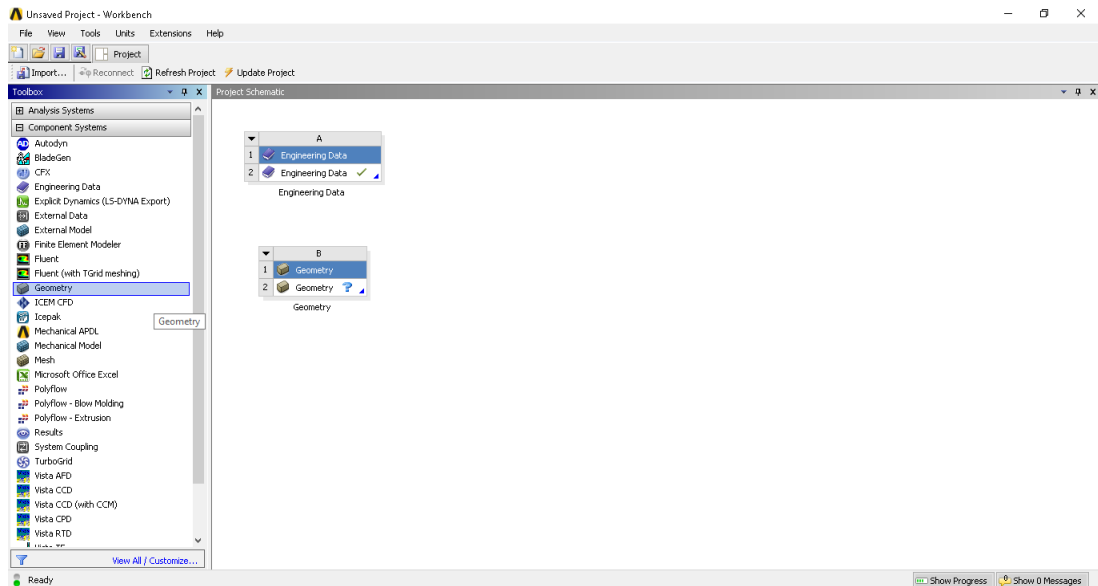 Unsaved Project - Workbench
File View Tools Units Extensions Help
Project
Import... Reconnect Refresh Project Update Project
Toolbox
Project Schematic
Analysis Systems
Component Systems
Autodyn
BladeGen
CFX
Engineering Data
Explicit Dynamics (LS-DYNA Export)
External Data
External Model
Finite Element Modeler
Fluent
Fluent (with TGrid meshing)
Geometry
ICEM CFD
Icepak
Geometry
Mechanical APDL
Mechanical Model
Mesh
Microsoft Office Excel
Polyflow
Polyflow - Blow Molding
Polyflow - Extrusion
Results
System Coupling
TurboGrid
Vista AFD
Vista CCD
Vista CCD (with CCM)
Vista CPD
Vista RTD
View All / Customize...
A
1 Engineering Data
2 Engineering Data
Engineering Data
B
1 Geometry
2 Geometry ?
Geometry
Ready
Show Progress Show 0 Messages